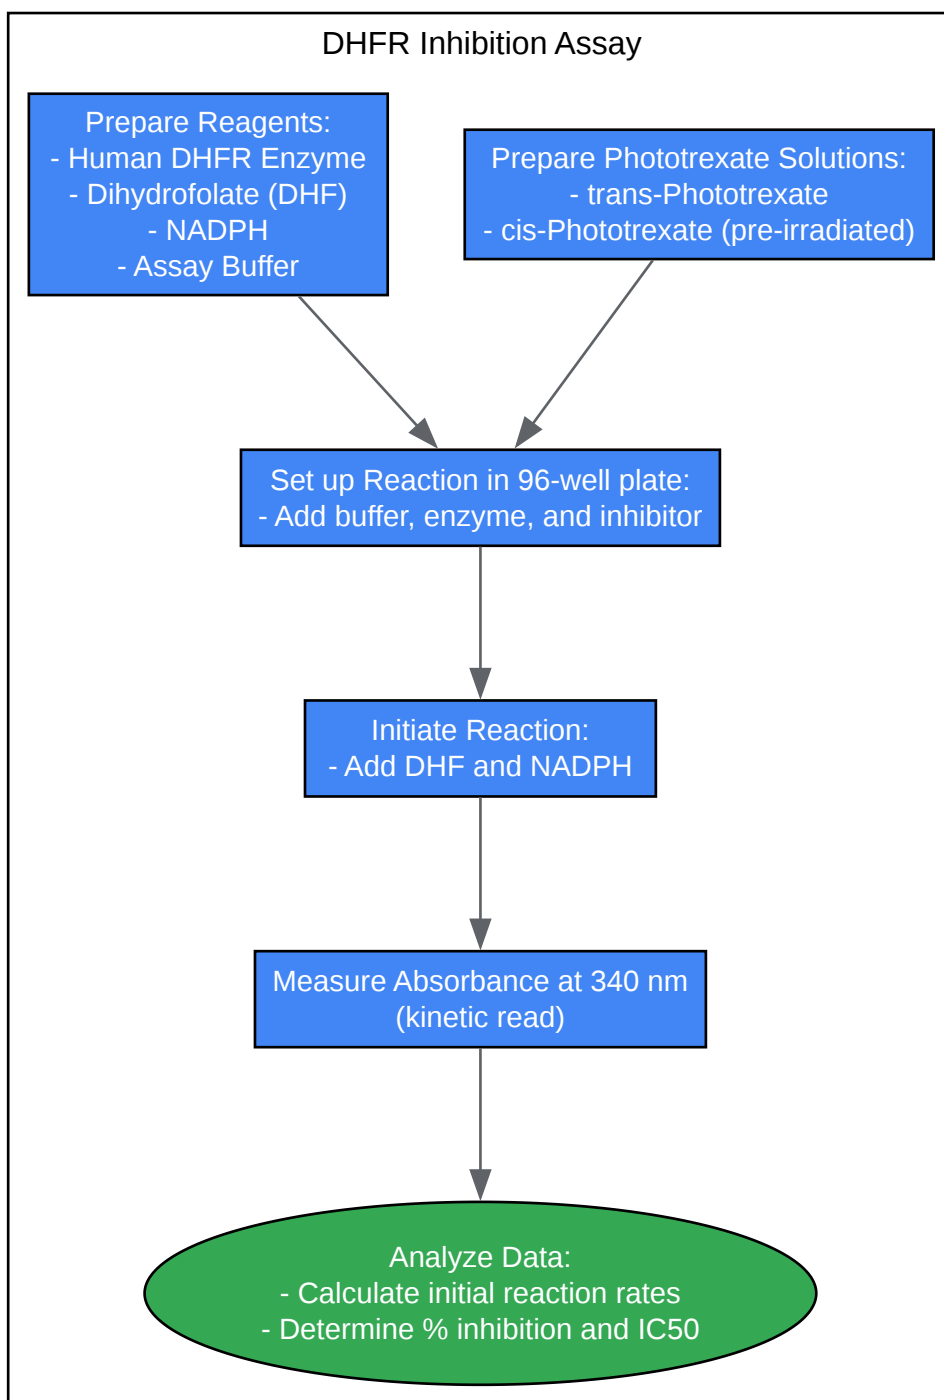 DHFR Inhibition Assay
Prepare Reagents:
- Human DHFR Enzyme
- Dihydrofolate (DHF)
- NADPH
- Assay Buffer
Prepare Phototrexate Solutions:
- trans-Phototrexate
- cis-Phototrexate (pre-irradiated)
Set up Reaction in 96-well plate:
- Add buffer, enzyme, and inhibitor
Initiate Reaction:
- Add DHF and NADPH
Measure Absorbance at 340 nm
(kinetic read)
Analyze Data:
- Calculate initial reaction rates
- Determine % inhibition and IC50